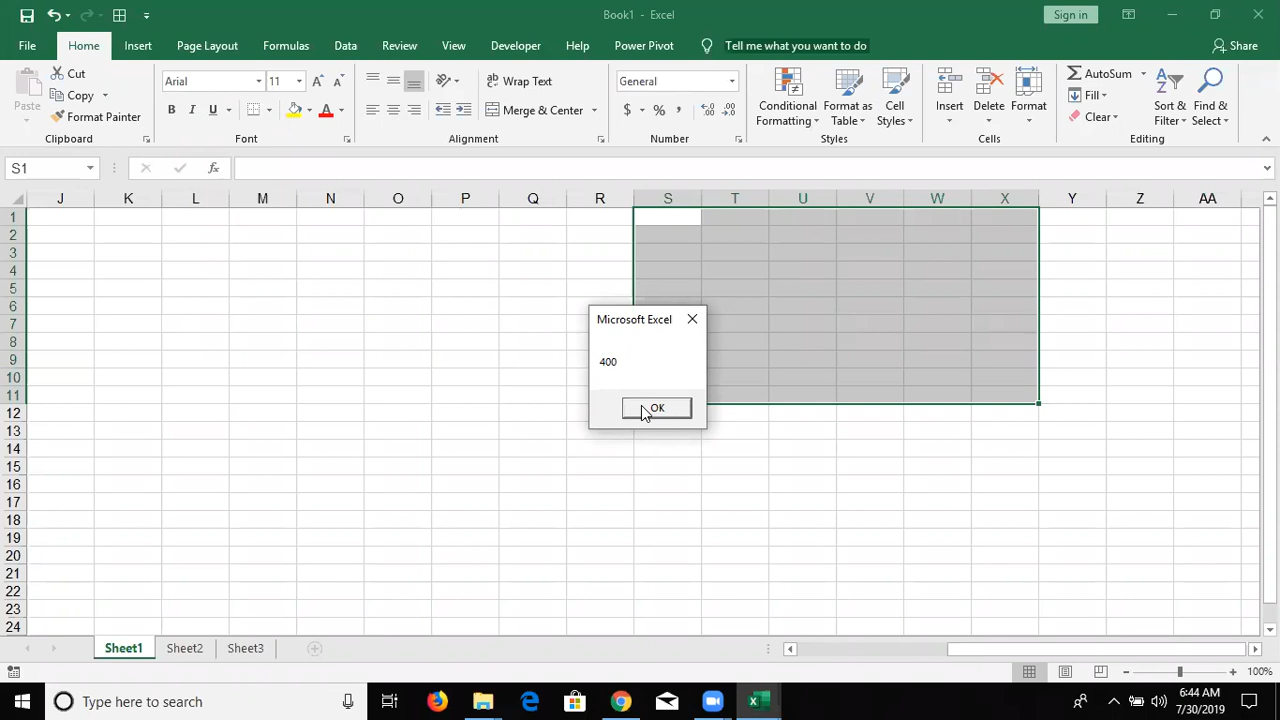 Book1 - Excel
Sign in
File Home Insert Page Layout Formulas Data Review View Developer Help Power Pivot Tell me what you want to do Share
Paste
Cut
Copy
Format Painter
Clipboard
Arial 11 A A
B I U A
Font
ab Wrap Text
Merge & Center
Alignment
General
$ % ,
Number
Conditional Formatting
Format as Table
Cell Styles
Styles
Insert Delete Format
Cells
AutoSum
Fill
Clear
Sort & Filter
Find & Select
Editing
S1 fx
J K L M N O P Q R S T U V W X Y Z AA
1
2
3
4
5
6
7
8
9
10
11
12
13
14
15
16
17
18
19
20
21
22
23
24
Microsoft Excel
400
OK
Sheet1 Sheet2 Sheet3
100%
Type here to search
6:44 AM
7/30/2019